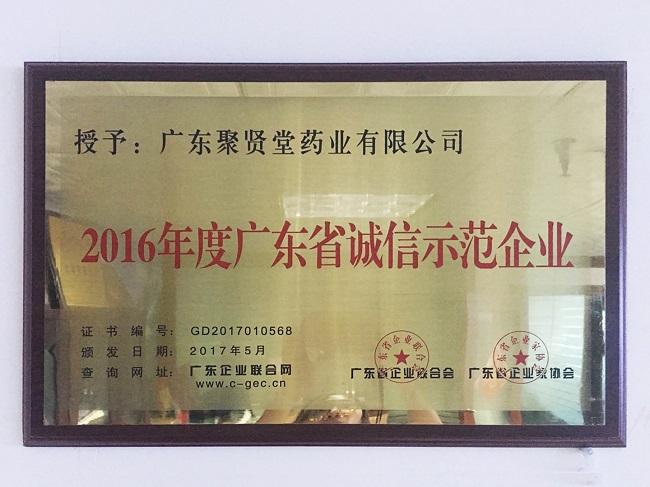 授予：广东聚贤堂药业有限公司
2016年度广东省诚信示范企业
证书编号：GD2017010568
颁发日期：2017年5月
查询网址：广东企业联合网
www.c-gec.cn
广东省企业联合会 广东省企业家协会